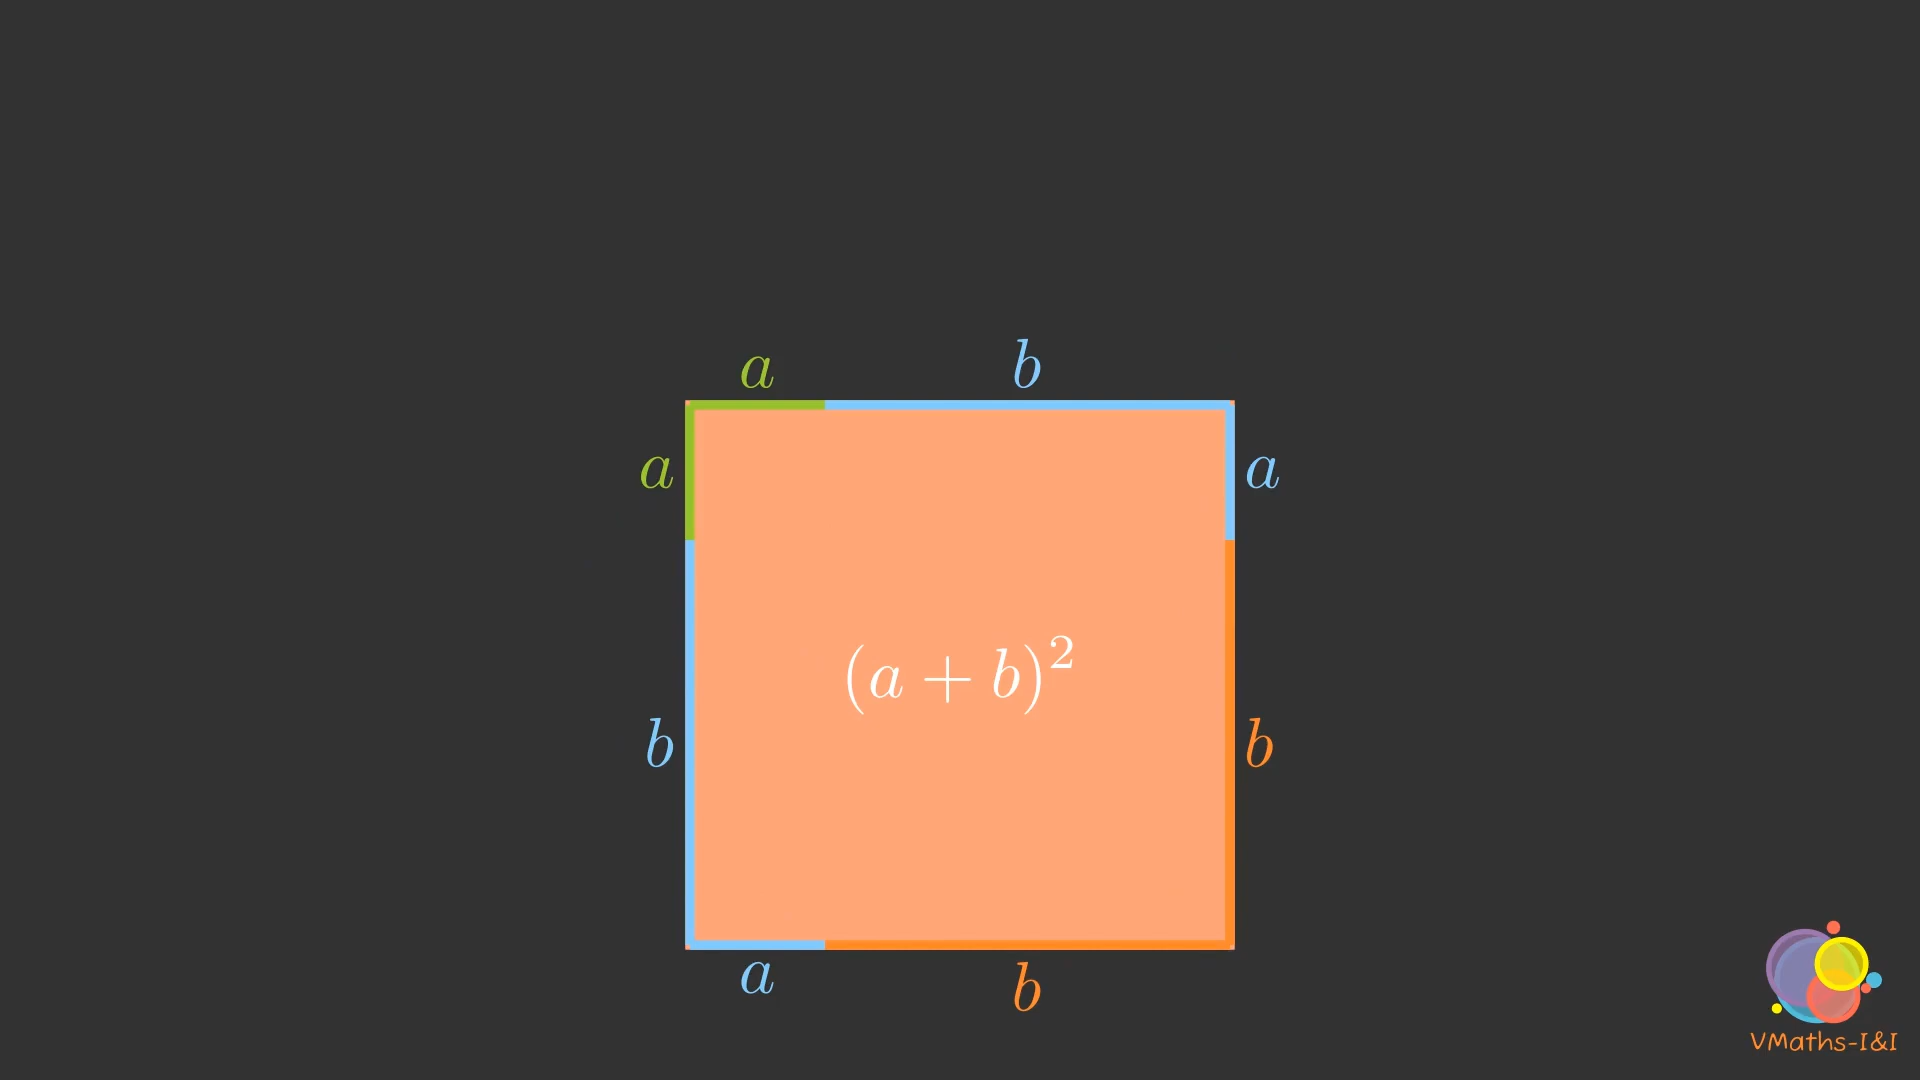 a b
a a
(a + b)²
b b
a b
VMaths-I&I